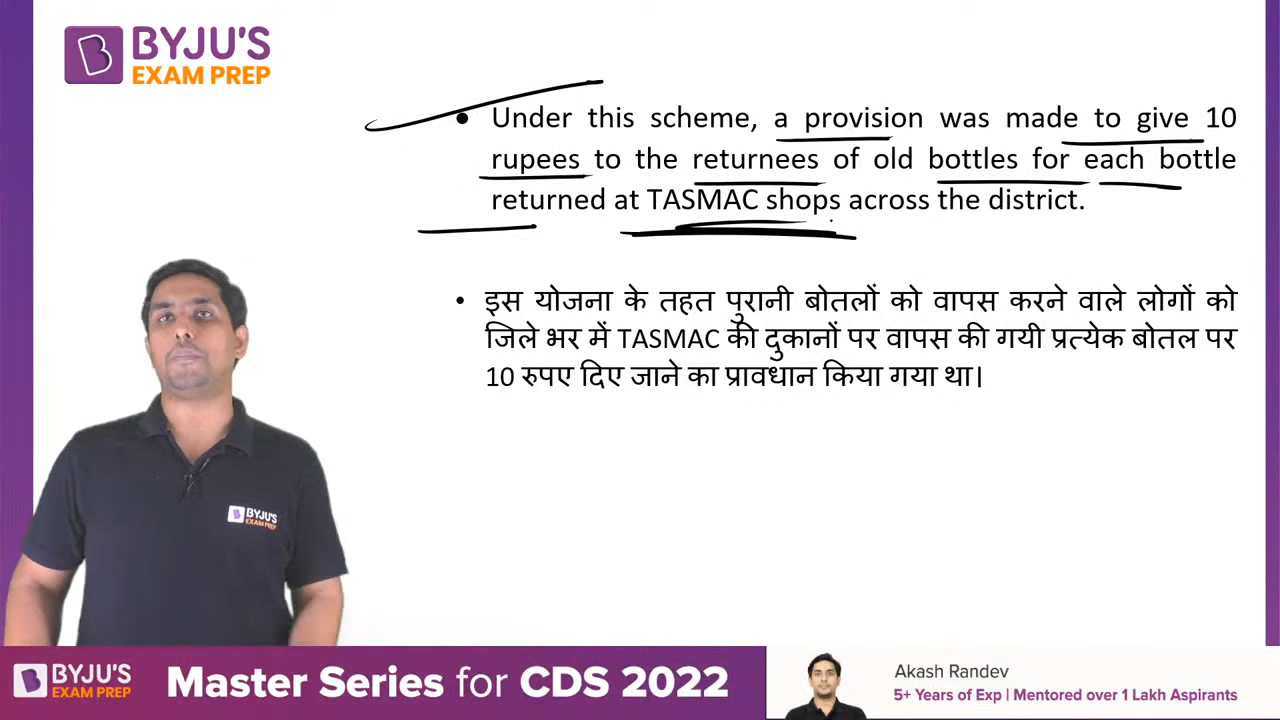 BYJU'S
EXAM PREP
• Under this scheme, a provision was made to give 10
rupees to the returnees of old bottles for each bottle
returned at TASMAC shops across the district.
• इस योजना के तहत पुरानी बोतलों को वापस करने वाले लोगों को
जिले भर में TASMAC की दुकानों पर वापस की गयी प्रत्येक बोतल पर
10 रुपए दिए जाने का प्रावधान किया गया था।
BYJU'S
EXAM PREP
BYJU'S
EXAM PREP
Master Series for CDS 2022
Akash Randev
5+ Years of Exp | Mentored over 1 Lakh Aspirants